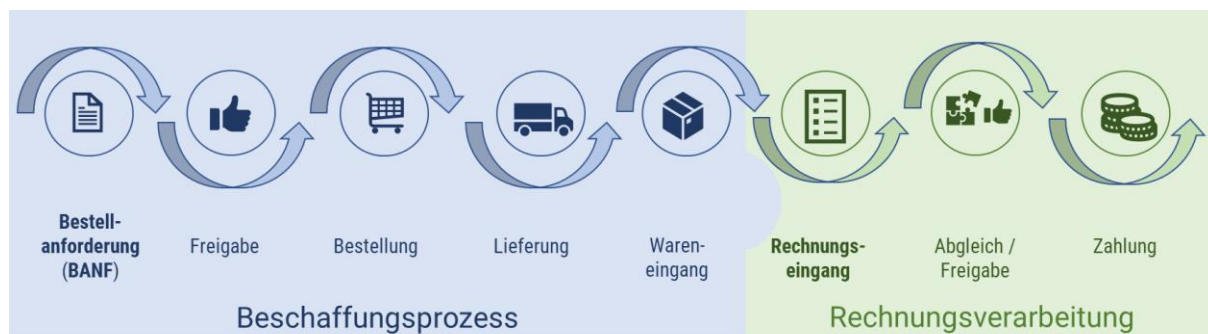 Bestell-
anforderung
(BANF)
Freigabe
Bestellung
Lieferung
Waren-
eingang
Rechnungs-
eingang
Abgleich /
Freigabe
Zahlung
Beschaffungsprozess
Rechnungsverarbeitung